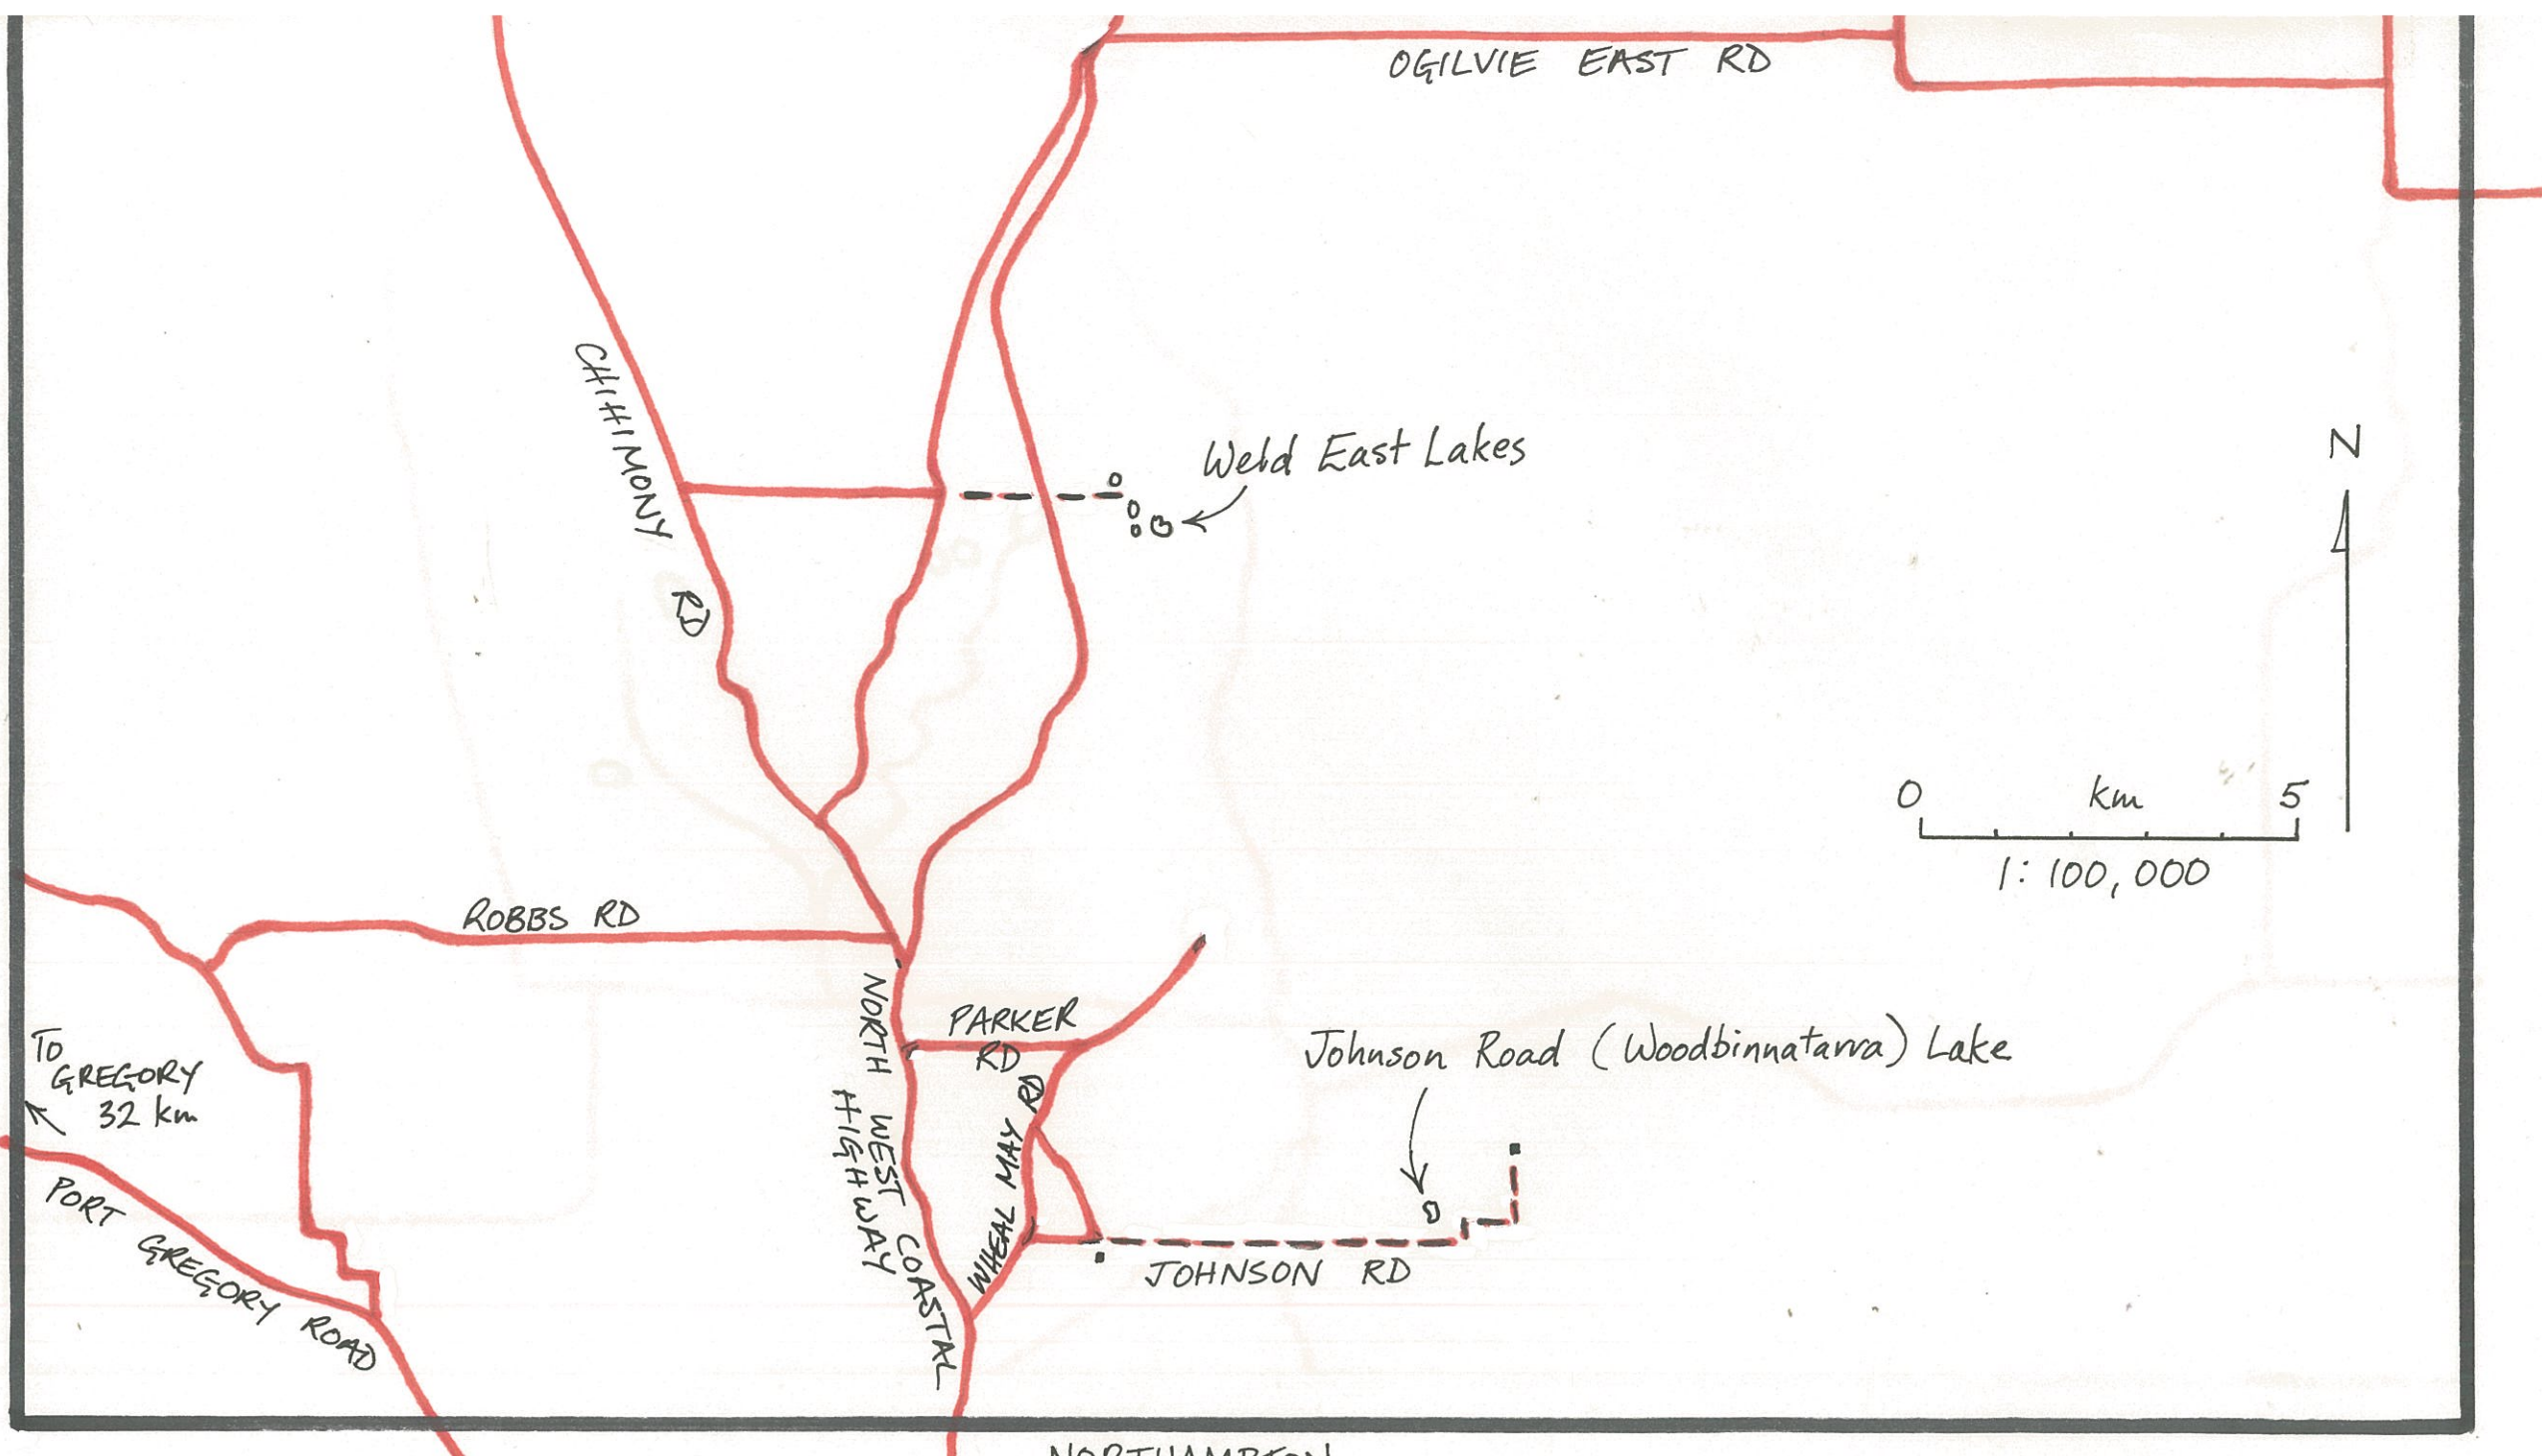 OGILVIE EAST RD
CHIHIMONY RD
Weld East Lakes
N
0 km 5
1: 100,000
ROBBS RD
NORTH WEST COASTAL
HIGHWAY
PARKER
RD
Johnson Road (Woodbinnatarra) Lake
TO
GREGORY
32 km
WHEAL MAY RD
PORT GREGORY ROAD
JOHNSON RD
NORTHAMPTON